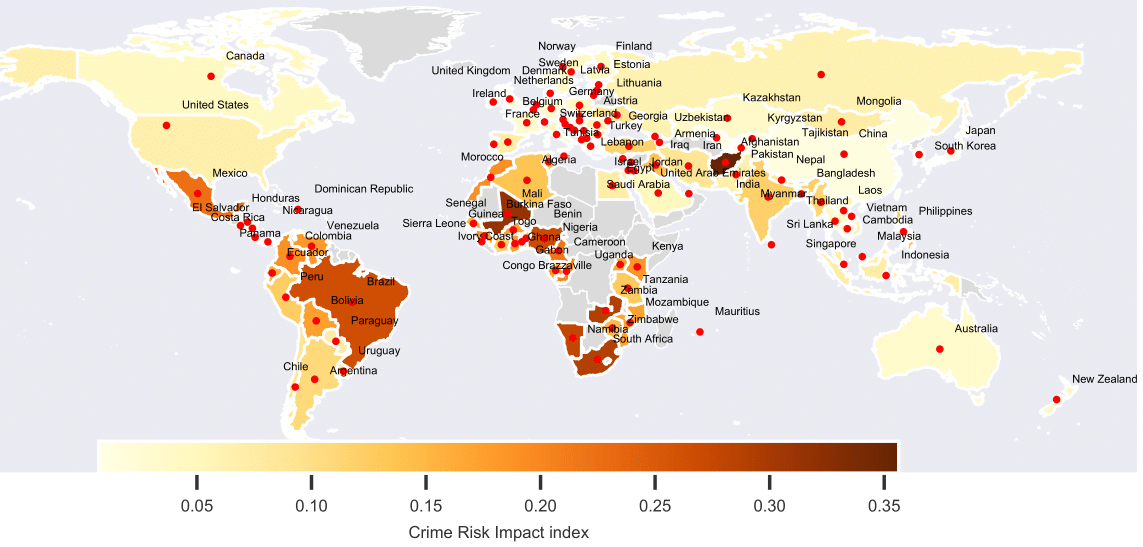 Norway
Finland
Sweden
Estonia
United Kingdom
Denmark
Latvia
Canada
Netherlands
Lithuania
Ireland
Germany
Kazakhstan
Mongolia
United States
Belgium
Austria
France
Switzerland
Georgia
Uzbekistan
Kyrgyzstan
Tunisia
Turkey
Armenia
Tajikistan
China
Japan
Lebanon
Iraq
Iran
Afghanistan
South Korea
Morocco
Algeria
Israel
Jordan
Pakistan
Nepal
Mexico
Egypt
United Arab Emirates
Bangladesh
Dominican Republic
Saudi Arabia
India
Laos
Honduras
Mali
Myanmar
Thailand
El Salvador
Nicaragua
Senegal
Burkina Faso
Vietnam
Philippines
Costa Rica
Guinea
Benin
Cambodia
Venezuela
Sierra Leone
Togo
Nigeria
Sri Lanka
Panama
Colombia
Ivory Coast
Ghana
Cameroon
Kenya
Singapore
Malaysia
Ecuador
Gabon
Uganda
Indonesia
Congo Brazzaville
Peru
Brazil
Tanzania
Zambia
Bolivia
Mozambique
Mauritius
Paraguay
Zimbabwe
Namibia
South Africa
Australia
Uruguay
Chile
Argentina
New Zealand
0.05 0.10 0.15 0.20 0.25 0.30 0.35
Crime Risk Impact index